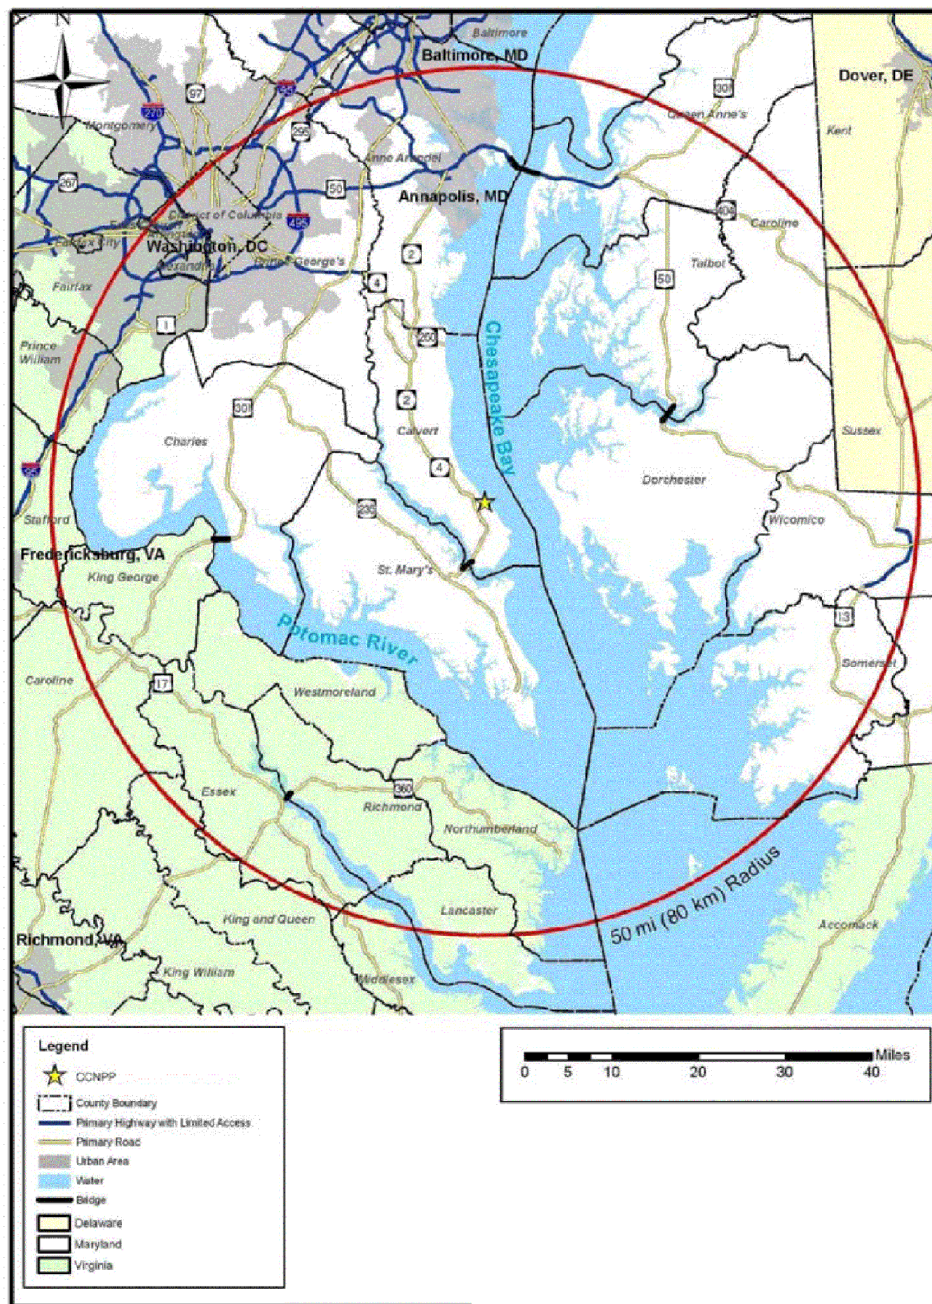 N
Baltimore
Baltimore, MD
Dover, DE
95
97
301
270
Montgomery
Queen Anne's
295
Kent
Anne Arundel
267
50
Annapolis, MD
404
District of Columbia
495
Caroline
Fairfax City
Washington, DC
Alexandria
Prince George's
2
Talbot
Fairfax
4
50
1
Prince
William
260
Chesapeake Bay
301
2
Charles
Calvert
Sussex
4
95
Dorchester
235
Stafford
Wicomico
Fredericksburg, VA
King George
St. Mary's
13
Potomac River
Somerset
Caroline
17
Westmoreland
Essex
360
Richmond
Northumberland
50 mi (80 km) Radius
Lancaster
King and Queen
Accomack
Richmond, VA
King William
Middlesex
Legend
CCNPP
County Boundary
Primary Highway with Limited Access
Primary Road
Urban Area
Water
Bridge
Delaware
Maryland
Virginia
Miles
0 5 10 20 30 40